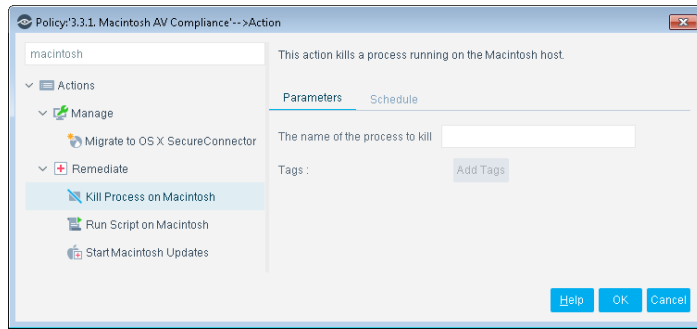 Policy:'3.3.1. Macintosh AV Compliance'-->Action
macintosh
Actions
Manage
Migrate to OS X SecureConnector
Remediate
Kill Process on Macintosh
Run Script on Macintosh
Start Macintosh Updates
This action kills a process running on the Macintosh host.
Parameters Schedule
The name of the process to kill
Tags : Add Tags
Help OK Cancel